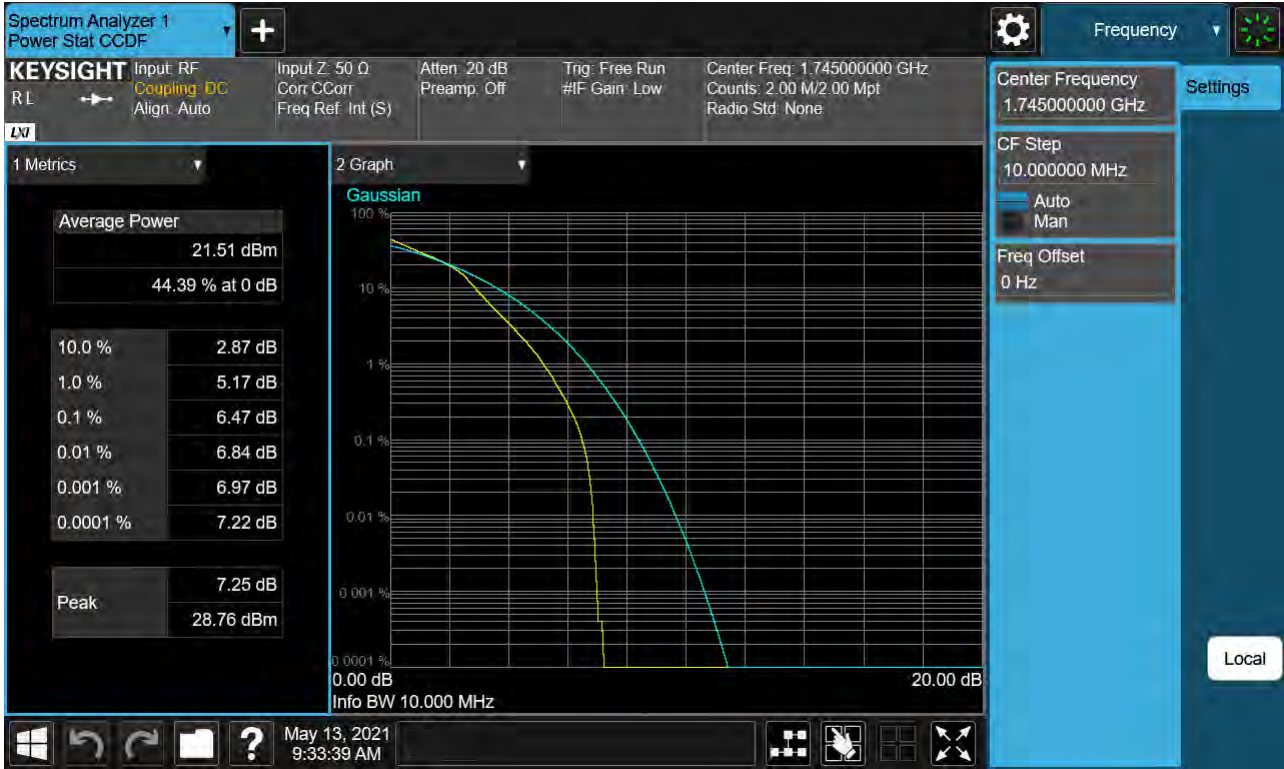 Spectrum Analyzer 1
Power Stat CCDF
Frequency
KEYSIGHT
R L
LXI
Input: RF
Coupling: DC
Align: Auto
Input Z: 50 Ω
Corr CCorr
Freq Ref: Int (S)
Atten: 20 dB
Preamp: Off
Trig: Free Run
#IF Gain: Low
Center Freq: 1.745000000 GHz
Counts: 2.00 M/2.00 Mpt
Radio Std: None
1 Metrics
Average Power
21.51 dBm
44.39 % at 0 dB
10.0 % 2.87 dB
1.0 % 5.17 dB
0.1 % 6.47 dB
0.01 % 6.84 dB
0.001 % 6.97 dB
0.0001 % 7.22 dB
Peak
7.25 dB
28.76 dBm
2 Graph
Gaussian
100 %
10 %
1 %
0.1 %
0.01 %
0.001 %
0.0001 %
0.00 dB 20.00 dB
Info BW 10.000 MHz
Center Frequency
1.745000000 GHz
CF Step
10.000000 MHz
Auto
Man
Freq Offset
0 Hz
Settings
Local
?
May 13, 2021
9:33:39 AM